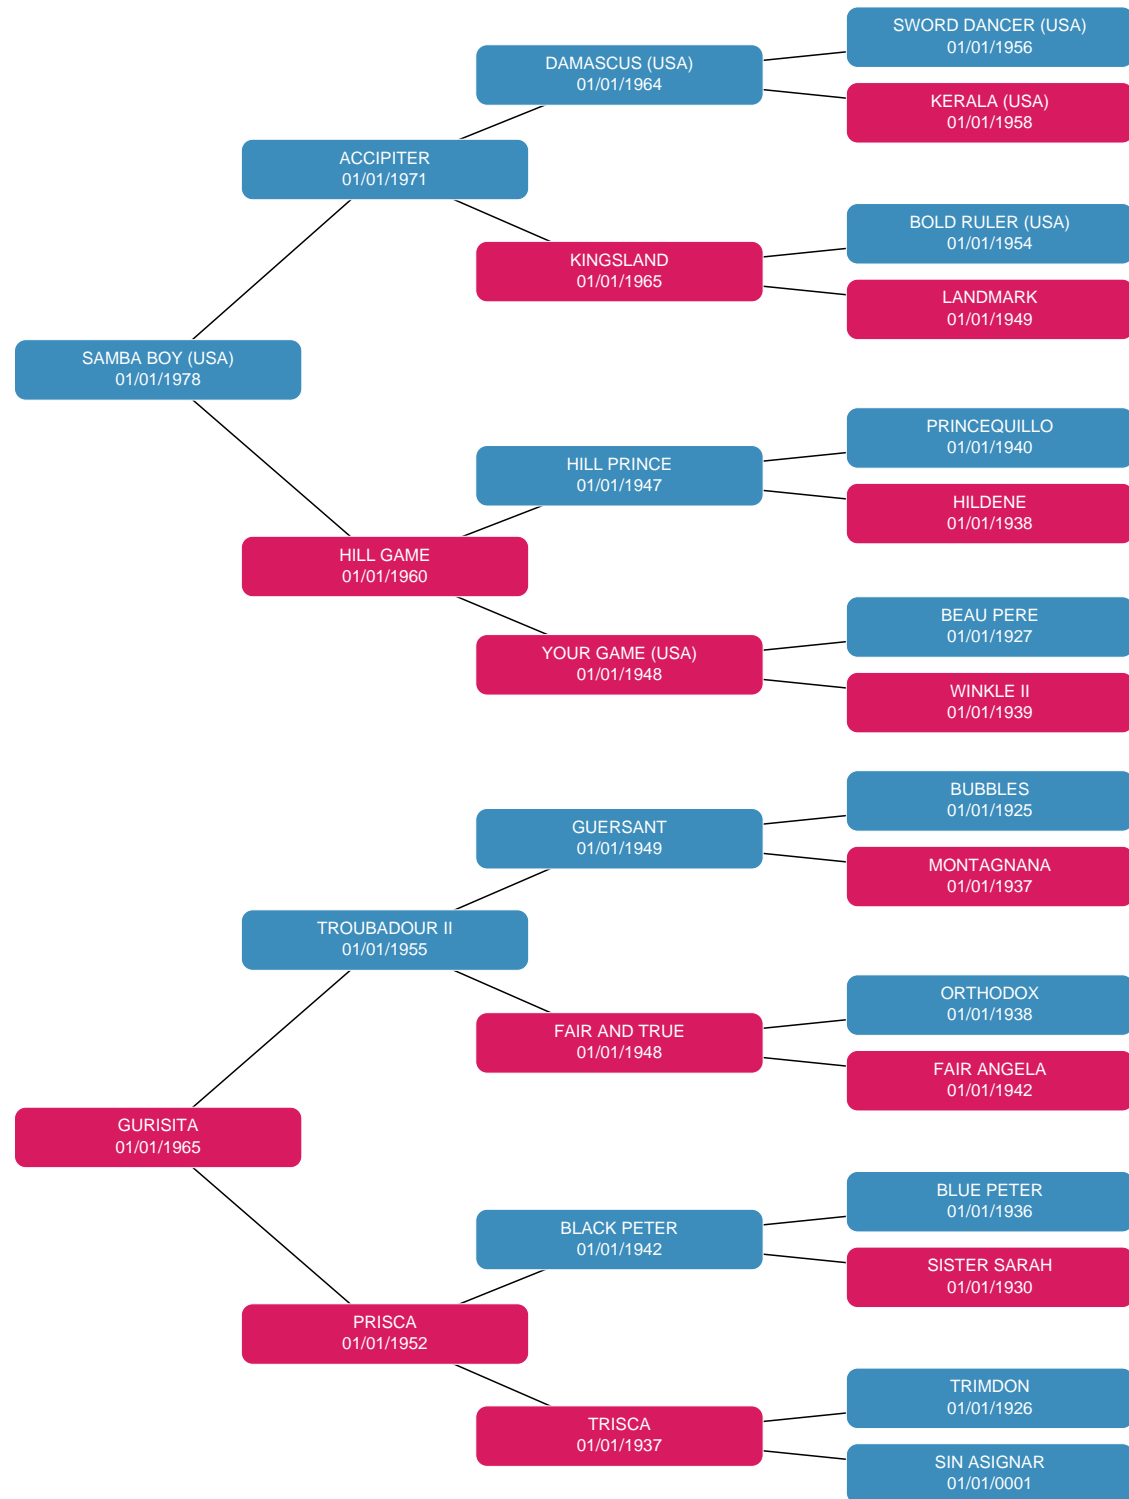 SWORD DANCER (USA)
01/01/1956
DAMASCUS (USA)
01/01/1964
KERALA (USA)
01/01/1958
ACCIPITER
01/01/1971
BOLD RULER (USA)
01/01/1954
KINGSLAND
01/01/1965
LANDMARK
01/01/1949
SAMBA BOY (USA)
01/01/1978
PRINCEQUILLO
01/01/1940
HILL PRINCE
01/01/1947
HILDENE
01/01/1938
HILL GAME
01/01/1960
BEAU PERE
01/01/1927
YOUR GAME (USA)
01/01/1948
WINKLE II
01/01/1939
BUBBLES
01/01/1925
GUERSANT
01/01/1949
MONTAGNANA
01/01/1937
TROUBADOUR II
01/01/1955
ORTHODOX
01/01/1938
FAIR AND TRUE
01/01/1948
FAIR ANGELA
01/01/1942
GURISITA
01/01/1965
BLUE PETER
01/01/1936
BLACK PETER
01/01/1942
SISTER SARAH
01/01/1930
PRISCA
01/01/1952
TRIMDON
01/01/1926
TRISCA
01/01/1937
SIN ASIGNAR
01/01/0001